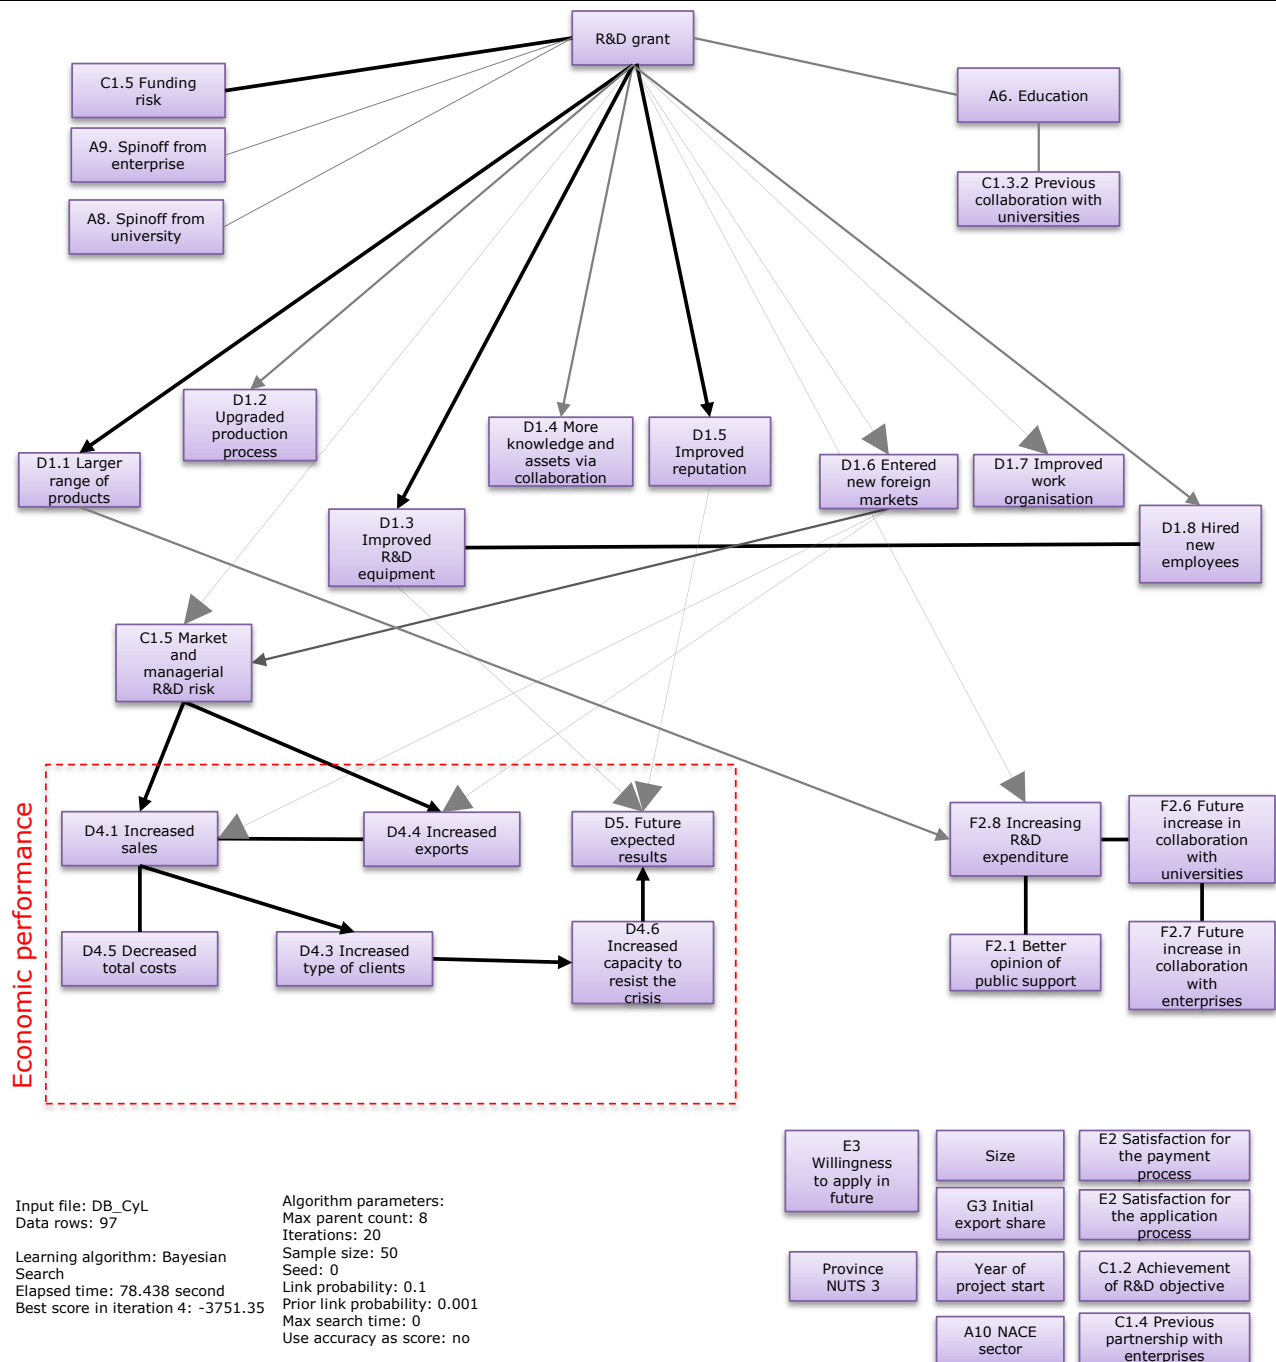 R&D grant
C1.5 Funding
risk
A6. Education
A9. Spinoff from
enterprise
C1.3.2 Previous
collaboration with
universities
A8. Spinoff from
university
D1.2
Upgraded
production
process
D1.4 More
knowledge and
assets via
collaboration
D1.5
Improved
reputation
D1.1 Larger
range of
products
D1.6 Entered
new foreign
markets
D1.7 Improved
work
organisation
D1.3
Improved
R&D
equipment
D1.8 Hired
new
employees
C1.5 Market
and
managerial
R&D risk
Economic performance
D4.1 Increased
sales
D4.4 Increased
exports
D5. Future
expected
results
F2.8 Increasing
R&D
expenditure
F2.6 Future
increase in
collaboration
with
universities
D4.5 Decreased
total costs
D4.3 Increased
type of clients
D4.6
Increased
capacity to
resist the
crisis
F2.1 Better
opinion of
public support
F2.7 Future
increase in
collaboration
with
enterprises
E3
Willingness
to apply in
future
Size
E2 Satisfaction for
the payment
process
G3 Initial
export share
E2 Satisfaction for
the application
process
Province
NUTS 3
Year of
project start
C1.2 Achievement
of R&D objective
A10 NACE
sector
C1.4 Previous
partnership with
enterprises
Input file: DB_CyL
Data rows: 97
Learning algorithm: Bayesian
Search
Elapsed time: 78.438 second
Best score in iteration 4: -3751.35
Algorithm parameters:
Max parent count: 8
Iterations: 20
Sample size: 50
Seed: 0
Link probability: 0.1
Prior link probability: 0.001
Max search time: 0
Use accuracy as score: no